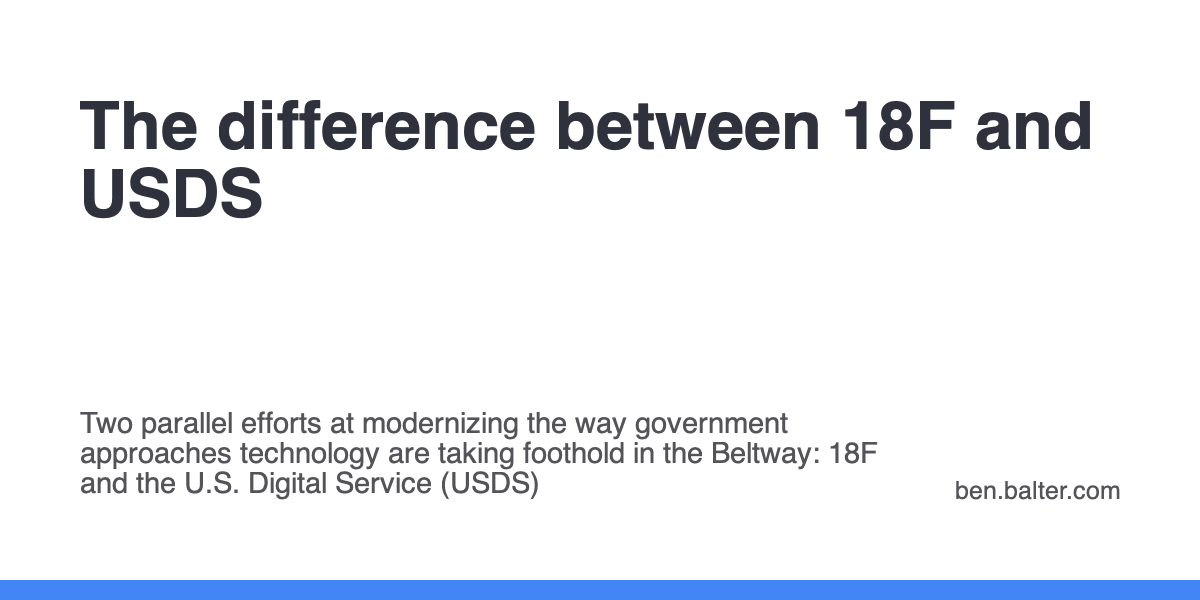 The difference between 18F and
USDS
Two parallel efforts at modernizing the way government
approaches technology are taking foothold in the Beltway: 18F
and the U.S. Digital Service (USDS)
ben.balter.com